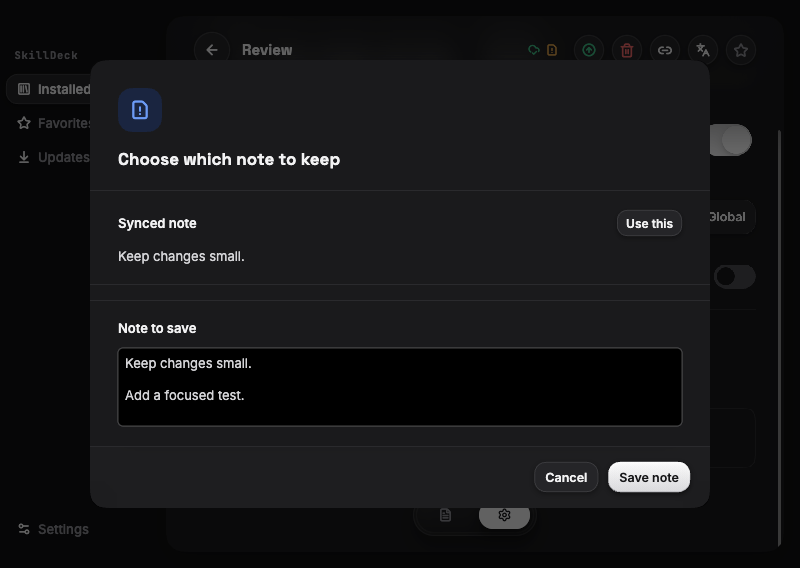 SkillDeck
Review
Installed
Favorites
Updates
Choose which note to keep
Synced note
Use this
Keep changes small.
Global
Note to save
Keep changes small.
Add a focused test.
Cancel
Save note
Settings